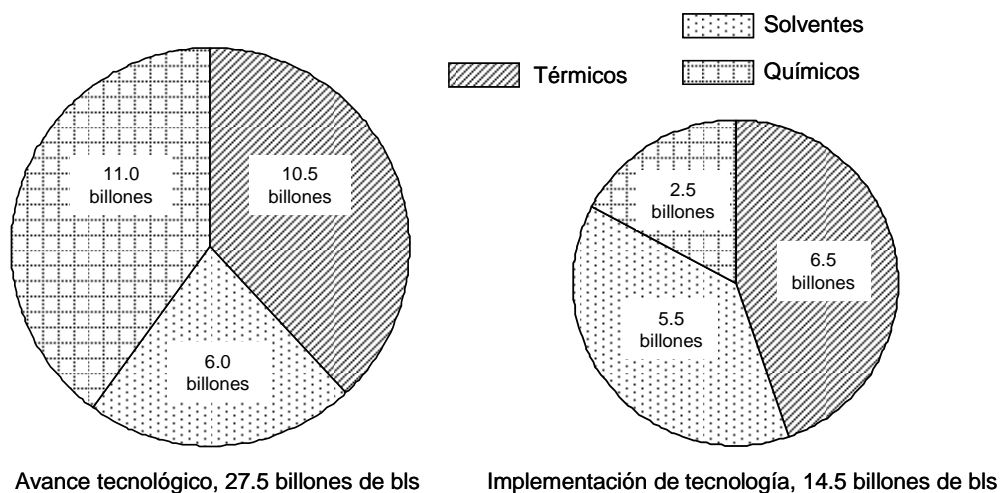 Solventes
Térmicos
Químicos
11.0
billones
10.5
billones
6.0
billones
2.5
billones
6.5
billones
5.5
billones
Avance tecnológico, 27.5 billones de bls
Implementación de tecnología, 14.5 billones de bls